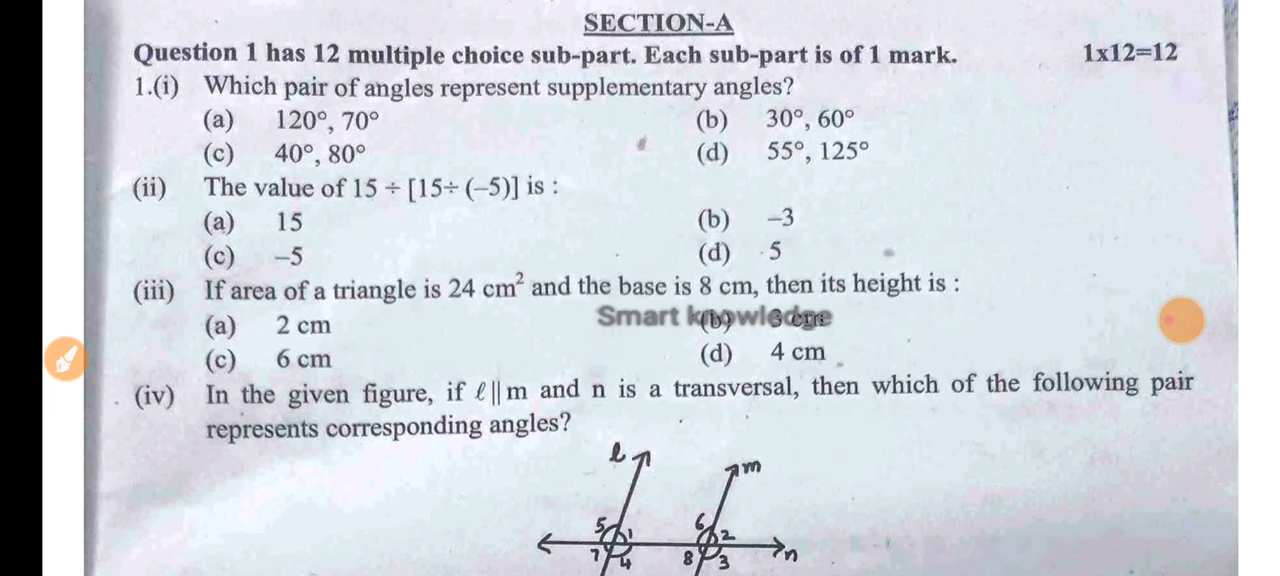 SECTION-A
Question 1 has 12 multiple choice sub-part. Each sub-part is of 1 mark. 1x12=12
1.(i) Which pair of angles represent supplementary angles?
(a) 120°, 70° (b) 30°, 60°
(c) 40°, 80° (d) 55°, 125°
(ii) The value of 15 ÷ [15÷ (–5)] is :
(a) 15 (b) –3
(c) –5 (d) 5
(iii) If area of a triangle is 24 cm² and the base is 8 cm, then its height is :
(a) 2 cm (b) 3 cm
Smart knowledge
(c) 6 cm (d) 4 cm
(iv) In the given figure, if ℓ||m and n is a transversal, then which of the following pair
represents corresponding angles?
ℓ m
5 1 6 2
7 4 8 3 n